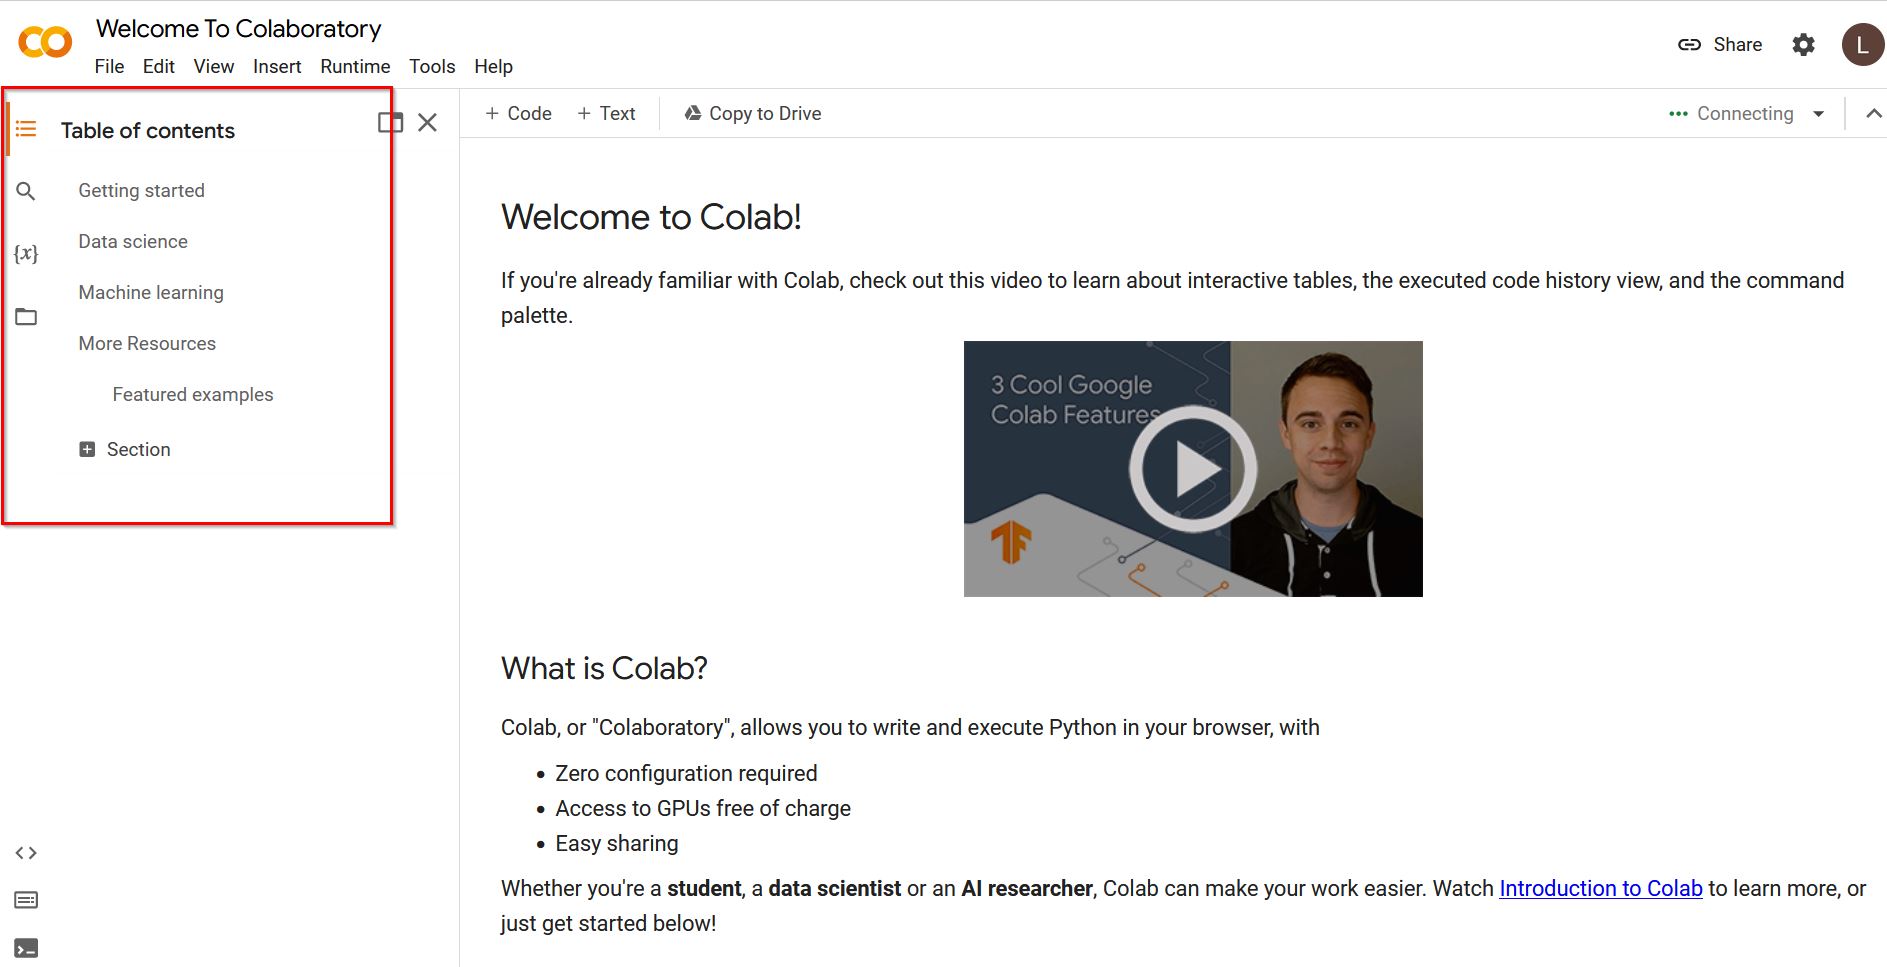 Welcome To Colaboratory
File Edit View Insert Runtime Tools Help
Share
L
Table of contents
Getting started
Data science
{x}
Machine learning
More Resources
Featured examples
Section
+ Code + Text Copy to Drive
Connecting
Welcome to Colab!
If you're already familiar with Colab, check out this video to learn about interactive tables, the executed code history view, and the command
palette.
3 Cool Google
Colab Features
What is Colab?
Colab, or "Colaboratory", allows you to write and execute Python in your browser, with
• Zero configuration required
• Access to GPUs free of charge
• Easy sharing
Whether you're a student, a data scientist or an AI researcher, Colab can make your work easier. Watch Introduction to Colab to learn more, or
just get started below!